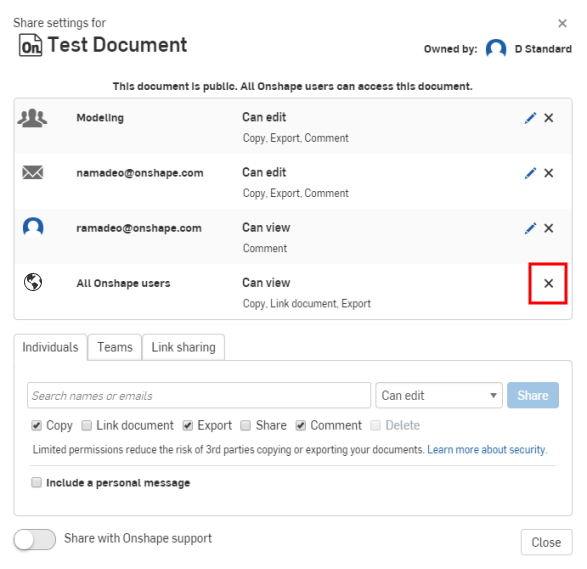 Share settings for
On Test Document
Owned by: D Standard
This document is public. All Onshape users can access this document.
Modeling Can edit
Copy, Export, Comment
namadeo@onshape.com Can edit
Copy, Export, Comment
ramadeo@onshape.com Can view
Comment
All Onshape users Can view
Copy, Link document, Export
Individuals Teams Link sharing
Search names or emails Can edit Share
Copy Link document Export Share Comment Delete
Limited permissions reduce the risk of 3rd parties copying or exporting your documents. Learn more about security.
Include a personal message
Share with Onshape support Close